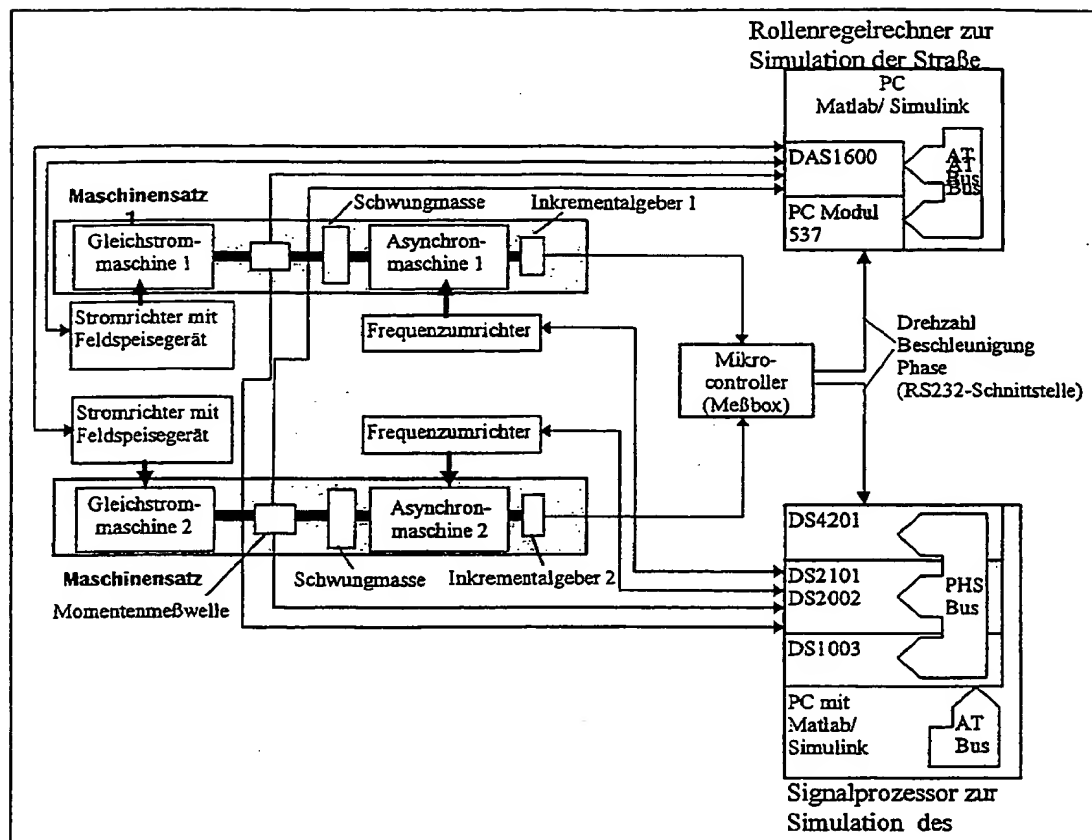 Rollenregelrechner zur
Simulation der Straße
PC
Matlab/ Simulink
DAS1600
AT
Bus
AT
Bus
PC Modul
537
Maschinensatz
1
Schwungmasse
Inkrementalgeber 1
Gleichstrom-
maschine 1
Asynchron-
maschine 1
Stromrichter mit
Feldspeisegerät
Frequenzumrichter
Mikro-
controller
(Meßbox)
Drehzahl
Beschleunigung
Phase
(RS232-Schnittstelle)
Stromrichter mit
Feldspeisegerät
Frequenzumrichter
Gleichstrom-
maschine 2
Asynchron-
maschine 2
Maschinensatz
Schwungmasse
Inkrementalgeber 2
Momentenmeßwelle
DS4201
DS2101
DS2002
DS1003
PHS
Bus
PC mit
Matlab/
Simulink
AT
Bus
Signalprozessor zur
Simulation des